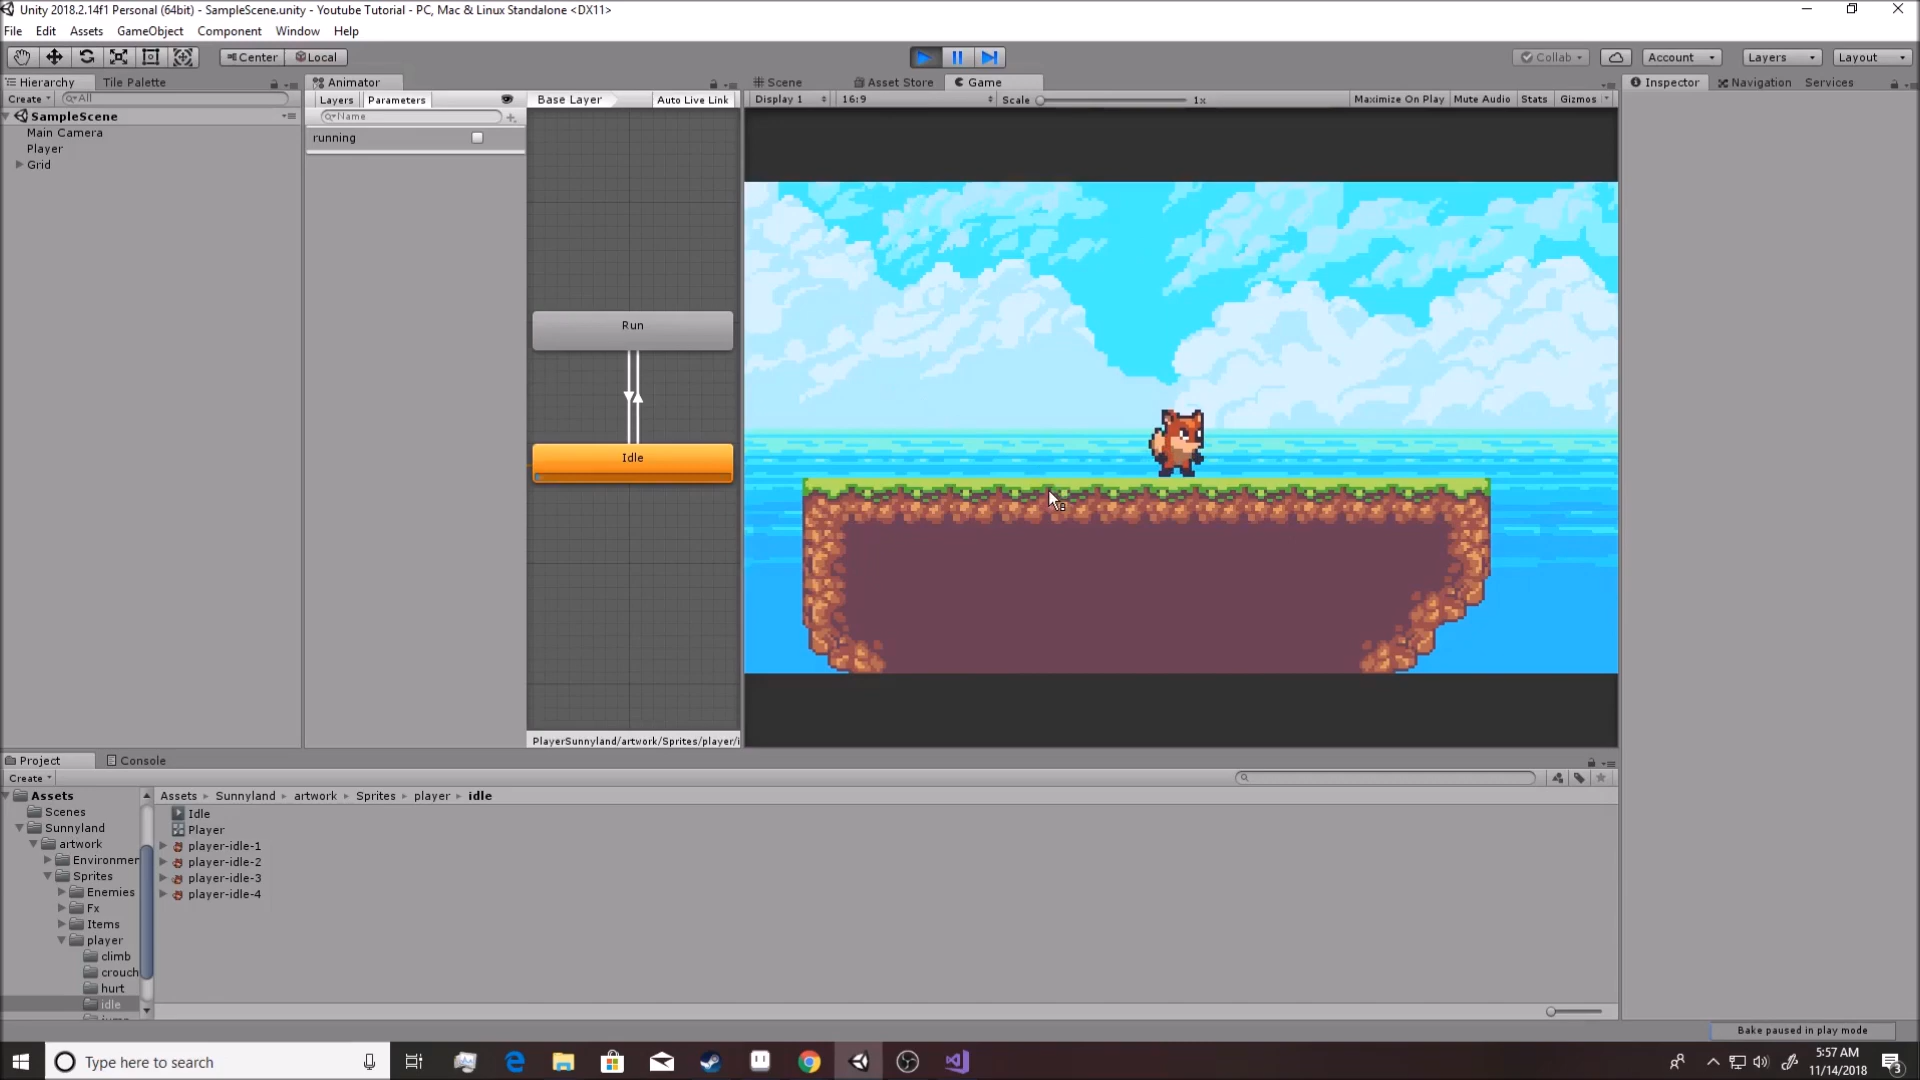 Unity 2018.2.14f1 Personal (64bit) - SampleScene.unity - Youtube Tutorial - PC, Mac & Linux Standalone <DX11>
File Edit Assets GameObject Component Window Help
Center Local Collab Account Layers Layout
Hierarchy Tile Palette Animator Scene Asset Store Game Inspector Navigation Services
Create All Layers Parameters Base Layer Auto Live Link Display 1 16:9 Scale 1x Maximize On Play Mute Audio Stats Gizmos
SampleScene Name
Main Camera running
Player
Grid
Run
Idle
PlayerSunnyland/artwork/Sprites/player/i
Project Console
Create
Assets Assets Sunnyland artwork Sprites player idle
Scenes Idle
Sunnyland Player
artwork player-idle-1
Environmer player-idle-2
Sprites player-idle-3
Enemies player-idle-4
Fx
Items
player
climb
crouch
hurt
idle
Bake paused in play mode
Type here to search
5:57 AM
11/14/2018
3